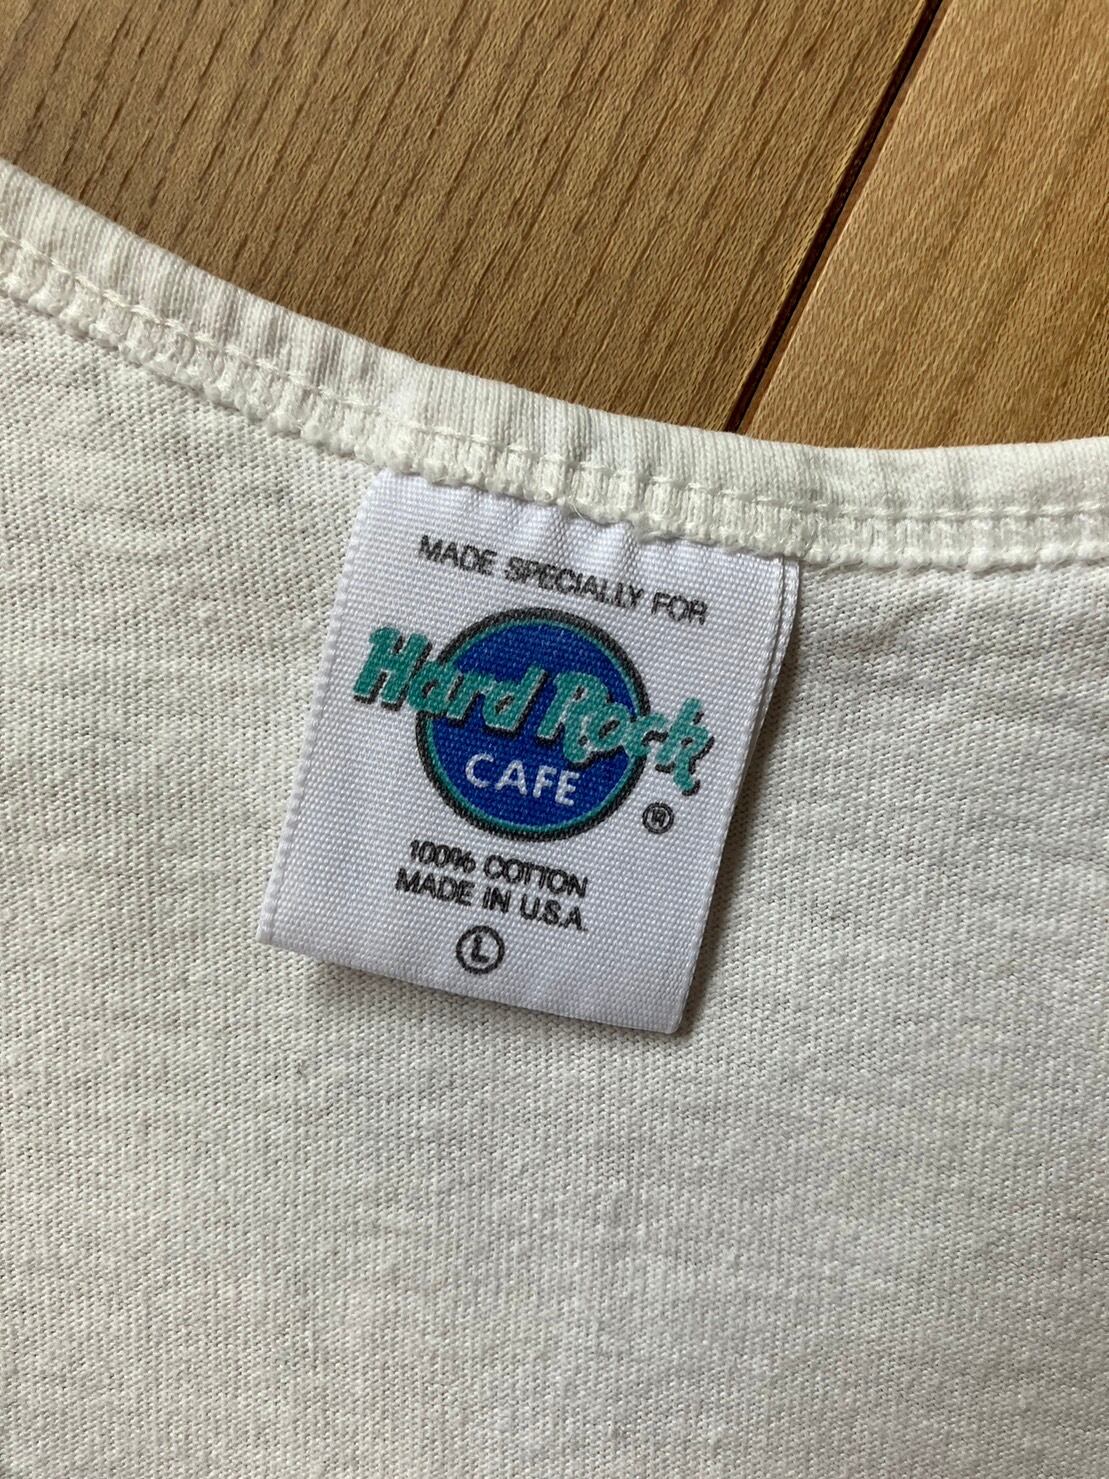 MADE SPECIALLY FOR
Hard Rock
CAFE
®
100% COTTON
MADE IN U.S.A.
L